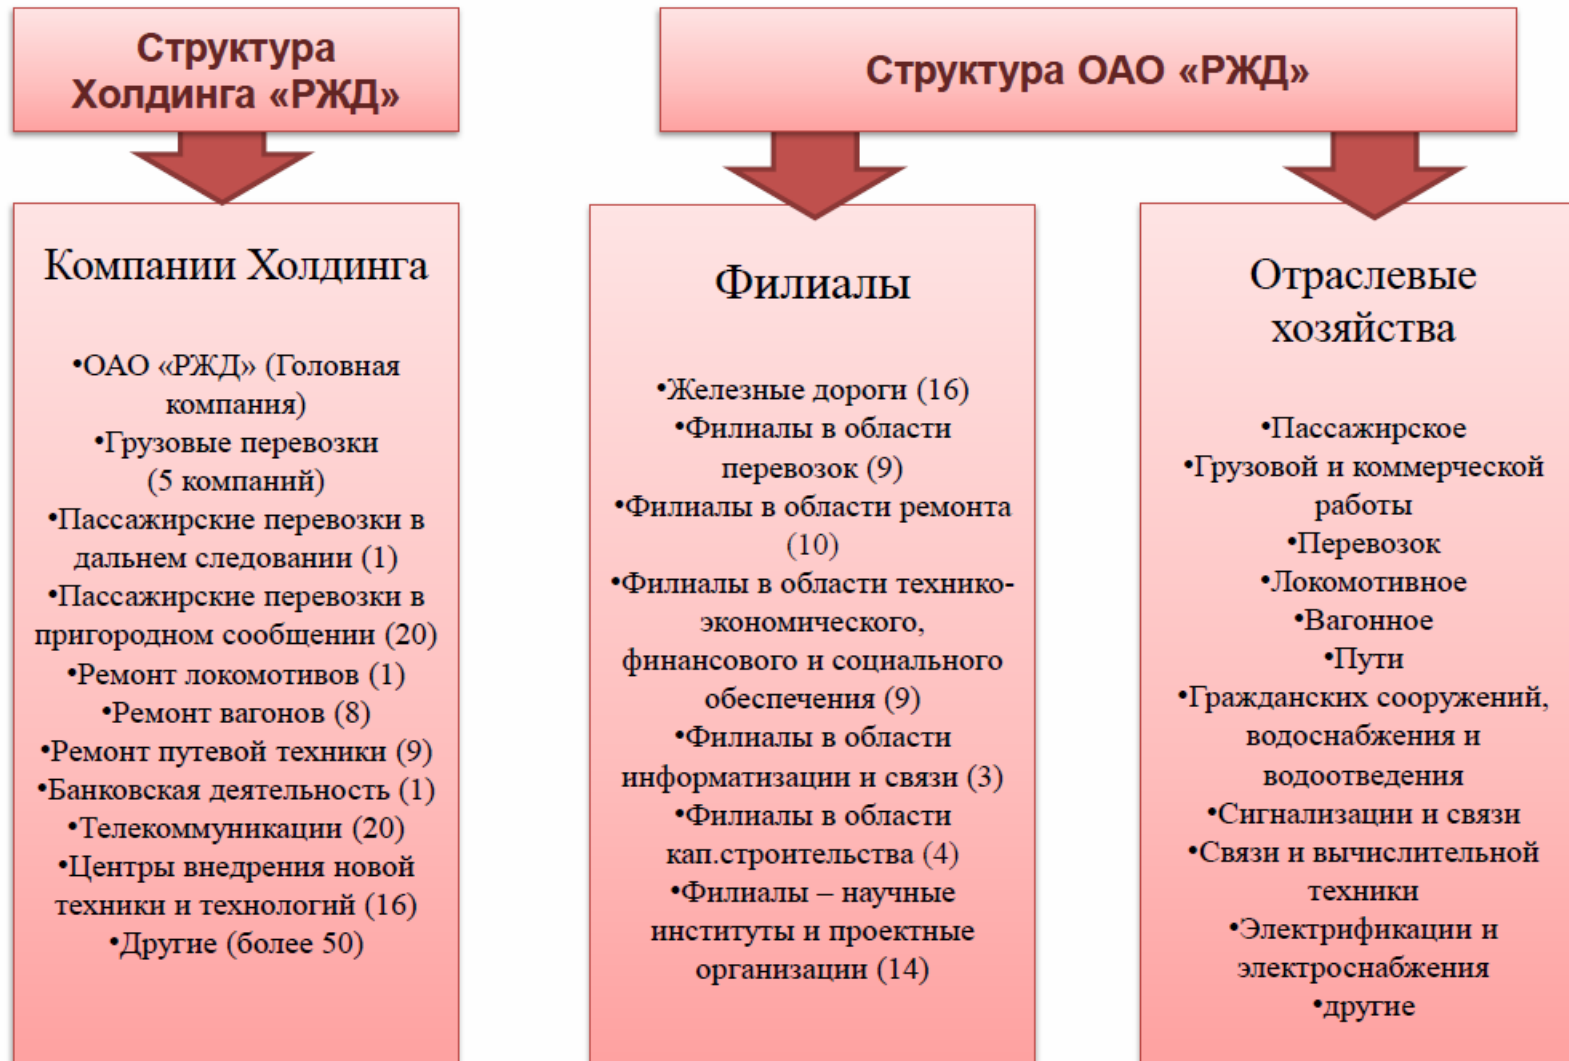 Структура
Холдинга «РЖД»
Структура ОАО «РЖД»
Компании Холдинга
•ОАО «РЖД» (Головная
компания)
•Грузовые перевозки
(5 компаний)
•Пассажирские перевозки в
дальнем следовании (1)
•Пассажирские перевозки в
пригородном сообщении (20)
•Ремонт локомотивов (1)
•Ремонт вагонов (8)
•Ремонт путевой техники (9)
•Банковская деятельность (1)
•Телекоммуникации (20)
•Центры внедрения новой
техники и технологий (16)
•Другие (более 50)
Филиалы
•Железные дороги (16)
•Филиалы в области
перевозок (9)
•Филиалы в области ремонта
(10)
•Филиалы в области технико-
экономического,
финансового и социального
обеспечения (9)
•Филиалы в области
информатизации и связи (3)
•Филиалы в области
кап.строительства (4)
•Филиалы – научные
институты и проектные
организации (14)
Отраслевые
хозяйства
•Пассажирское
•Грузовой и коммерческой
работы
•Перевозок
•Локомотивное
•Вагонное
•Пути
•Гражданских сооружений,
водоснабжения и
водоотведения
•Сигнализации и связи
•Связи и вычислительной
техники
•Электрификации и
электроснабжения
•другие